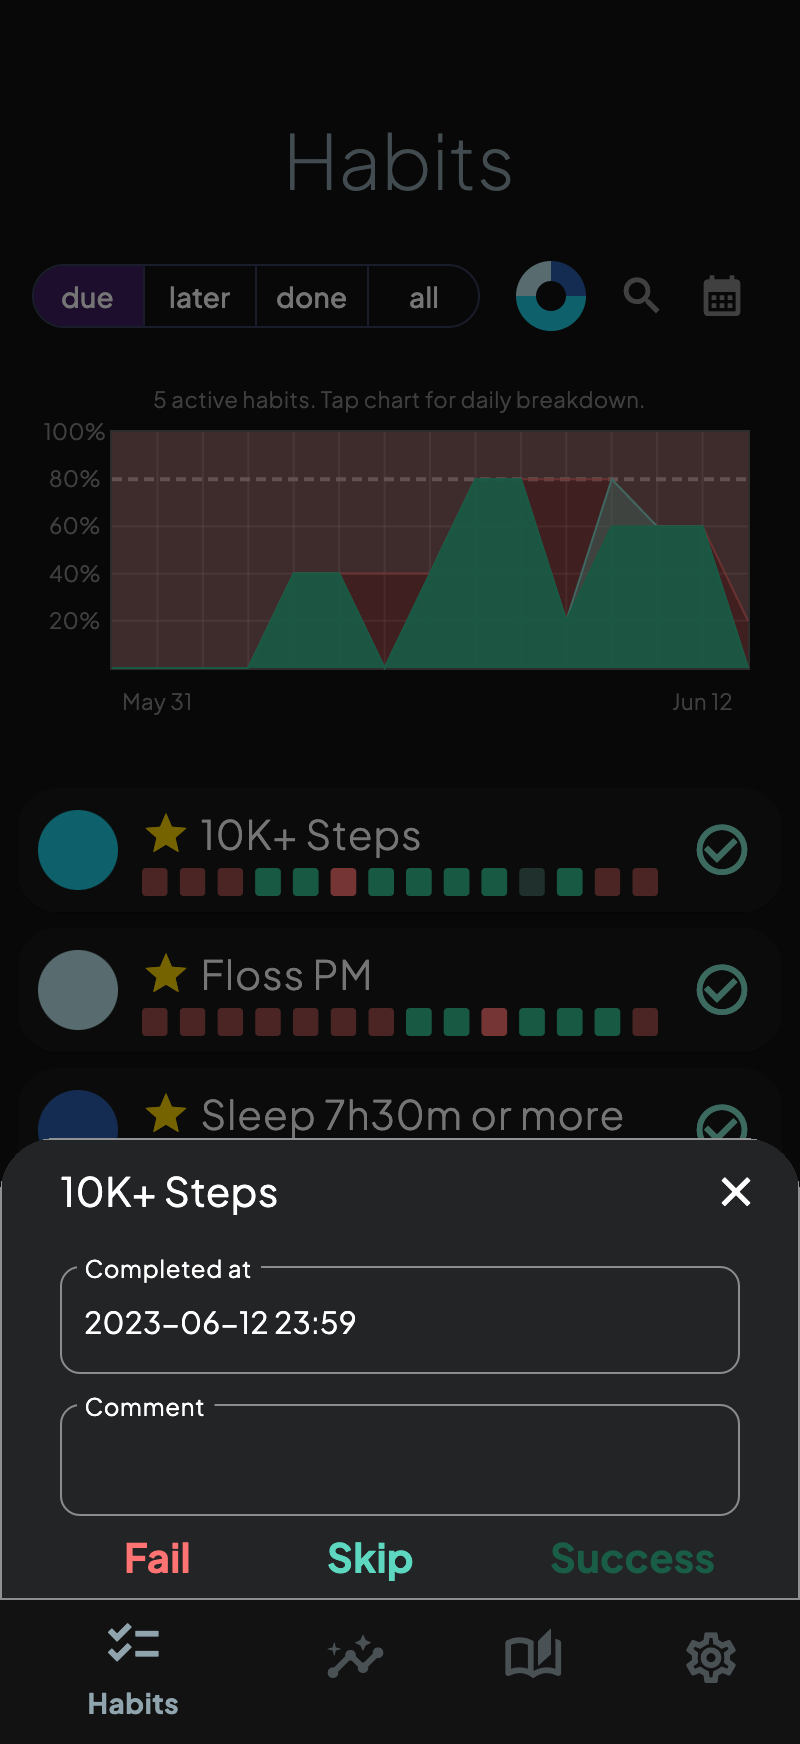 Habits
due later done all
5 active habits. Tap chart for daily breakdown.
100%
80%
60%
40%
20%
May 31 Jun 12
10K+ Steps
Floss PM
Sleep 7h30m or more
10K+ Steps
Completed at
2023-06-12 23:59
Comment
Fail Skip Success
Habits